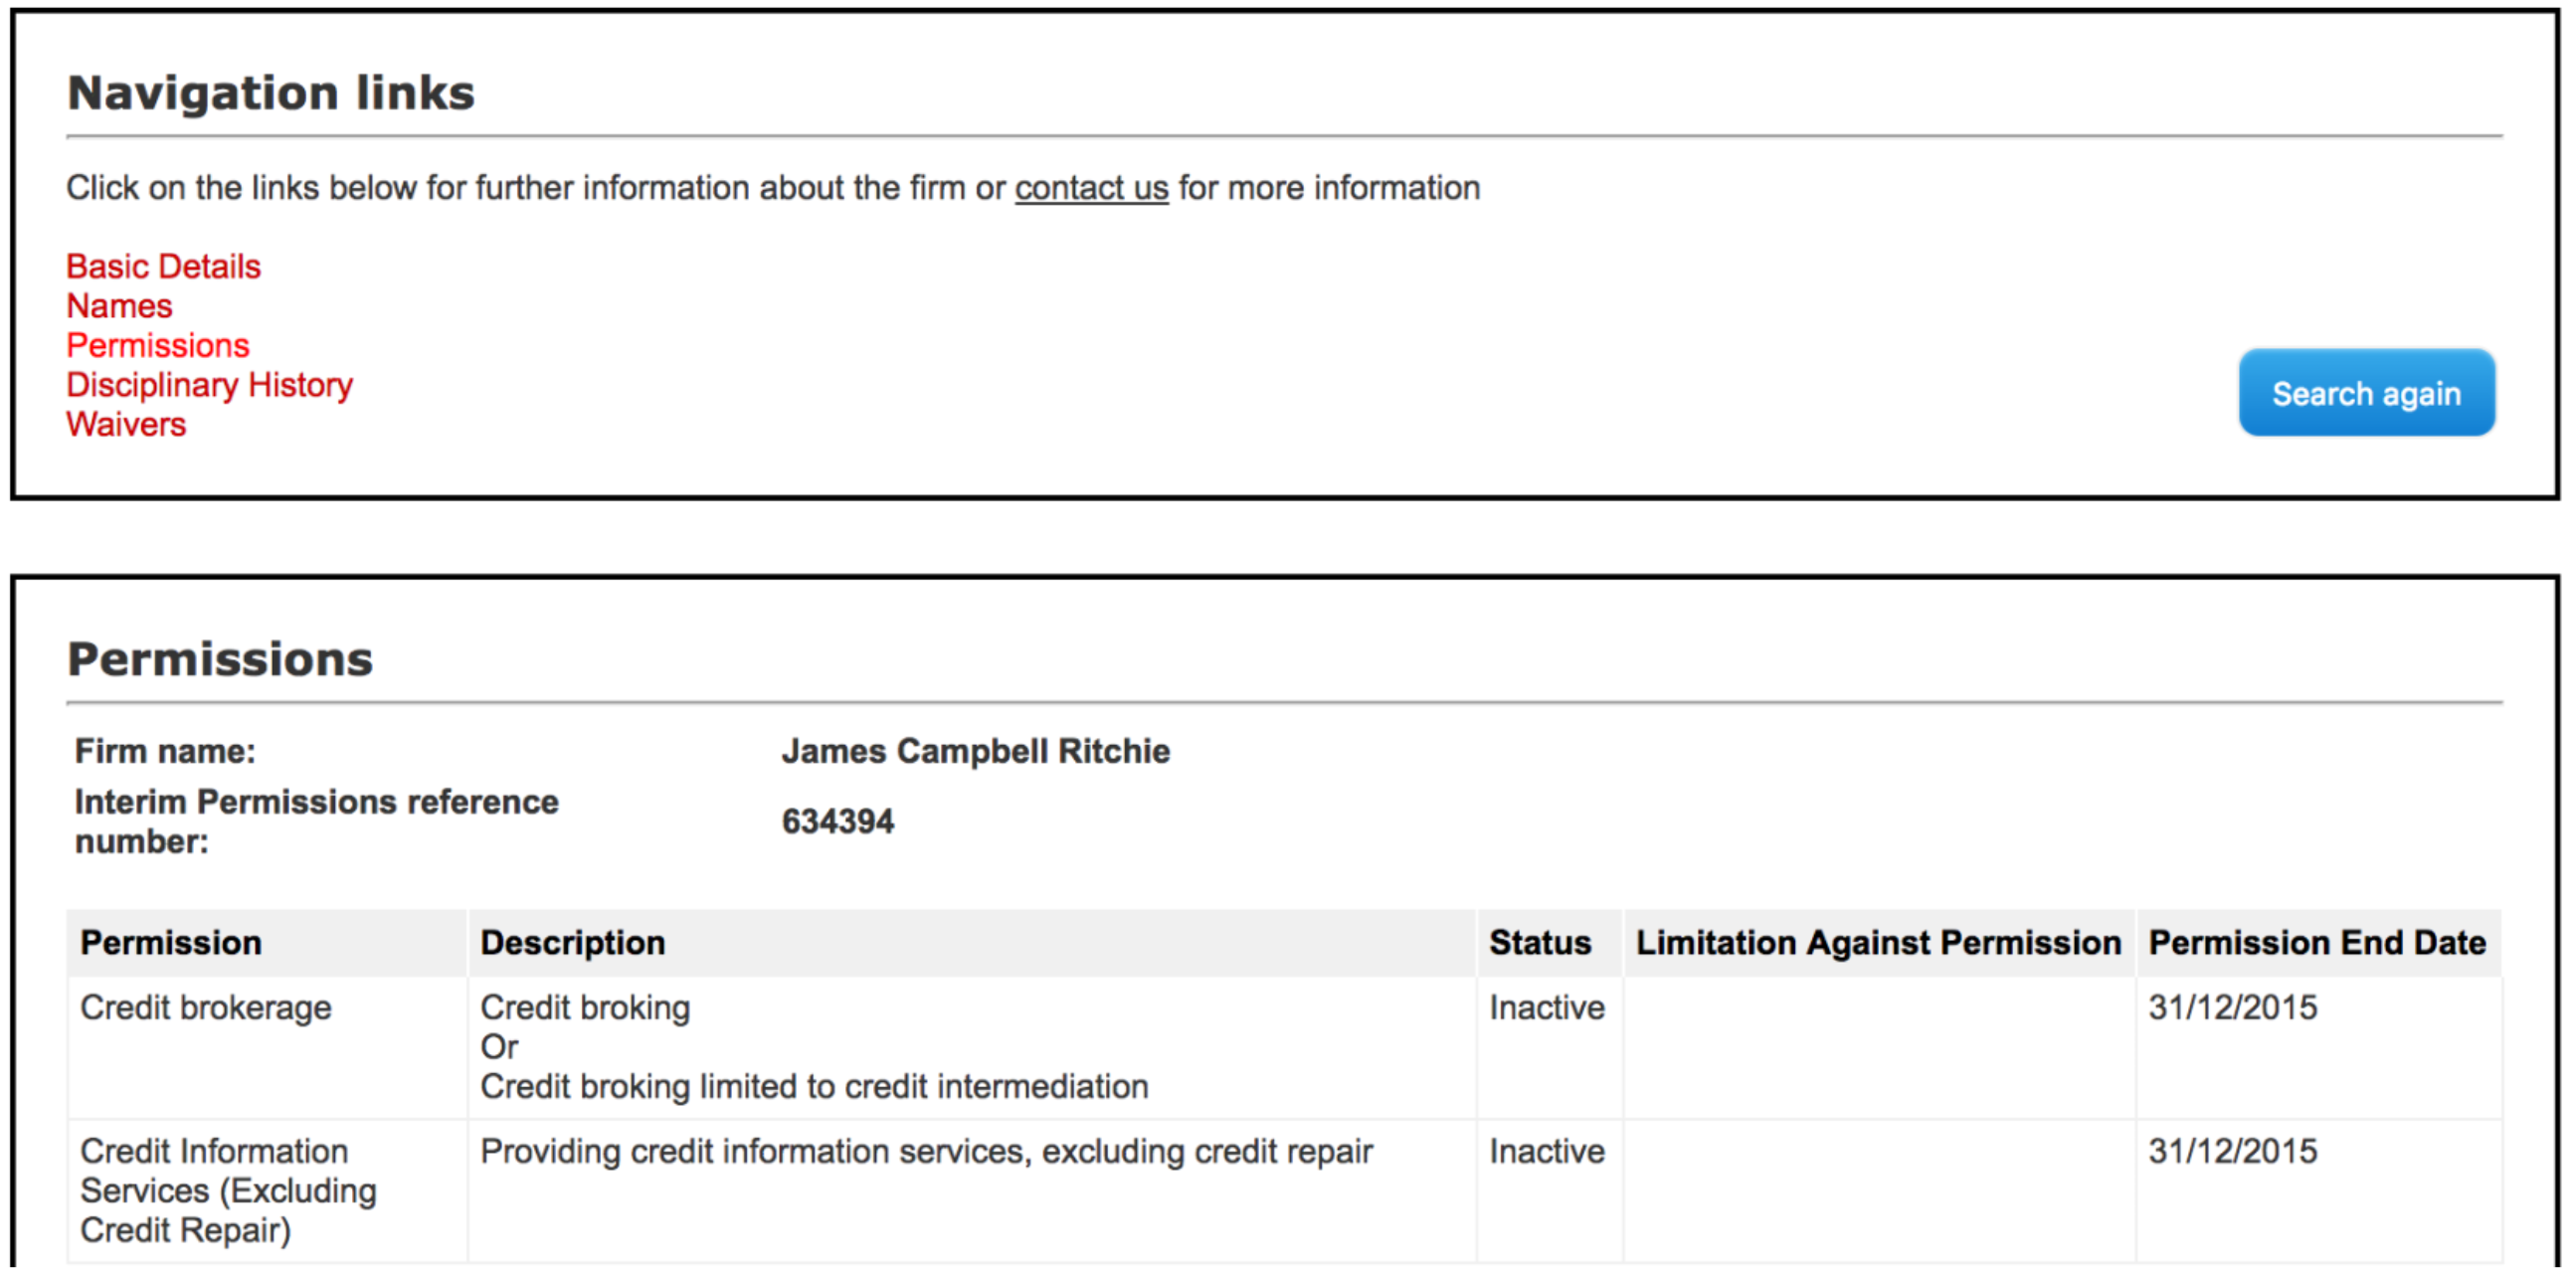 Navigation links
Click on the links below for further information about the firm or contact us for more information
Basic Details
Names
Permissions
Disciplinary History
Waivers
Search again
Permissions
Firm name: James Campbell Ritchie
Interim Permissions reference
number: 634394
Permission Description Status Limitation Against Permission Permission End Date
Credit brokerage Credit broking Inactive 31/12/2015
Or
Credit broking limited to credit intermediation
Credit Information Providing credit information services, excluding credit repair Inactive 31/12/2015
Services (Excluding
Credit Repair)